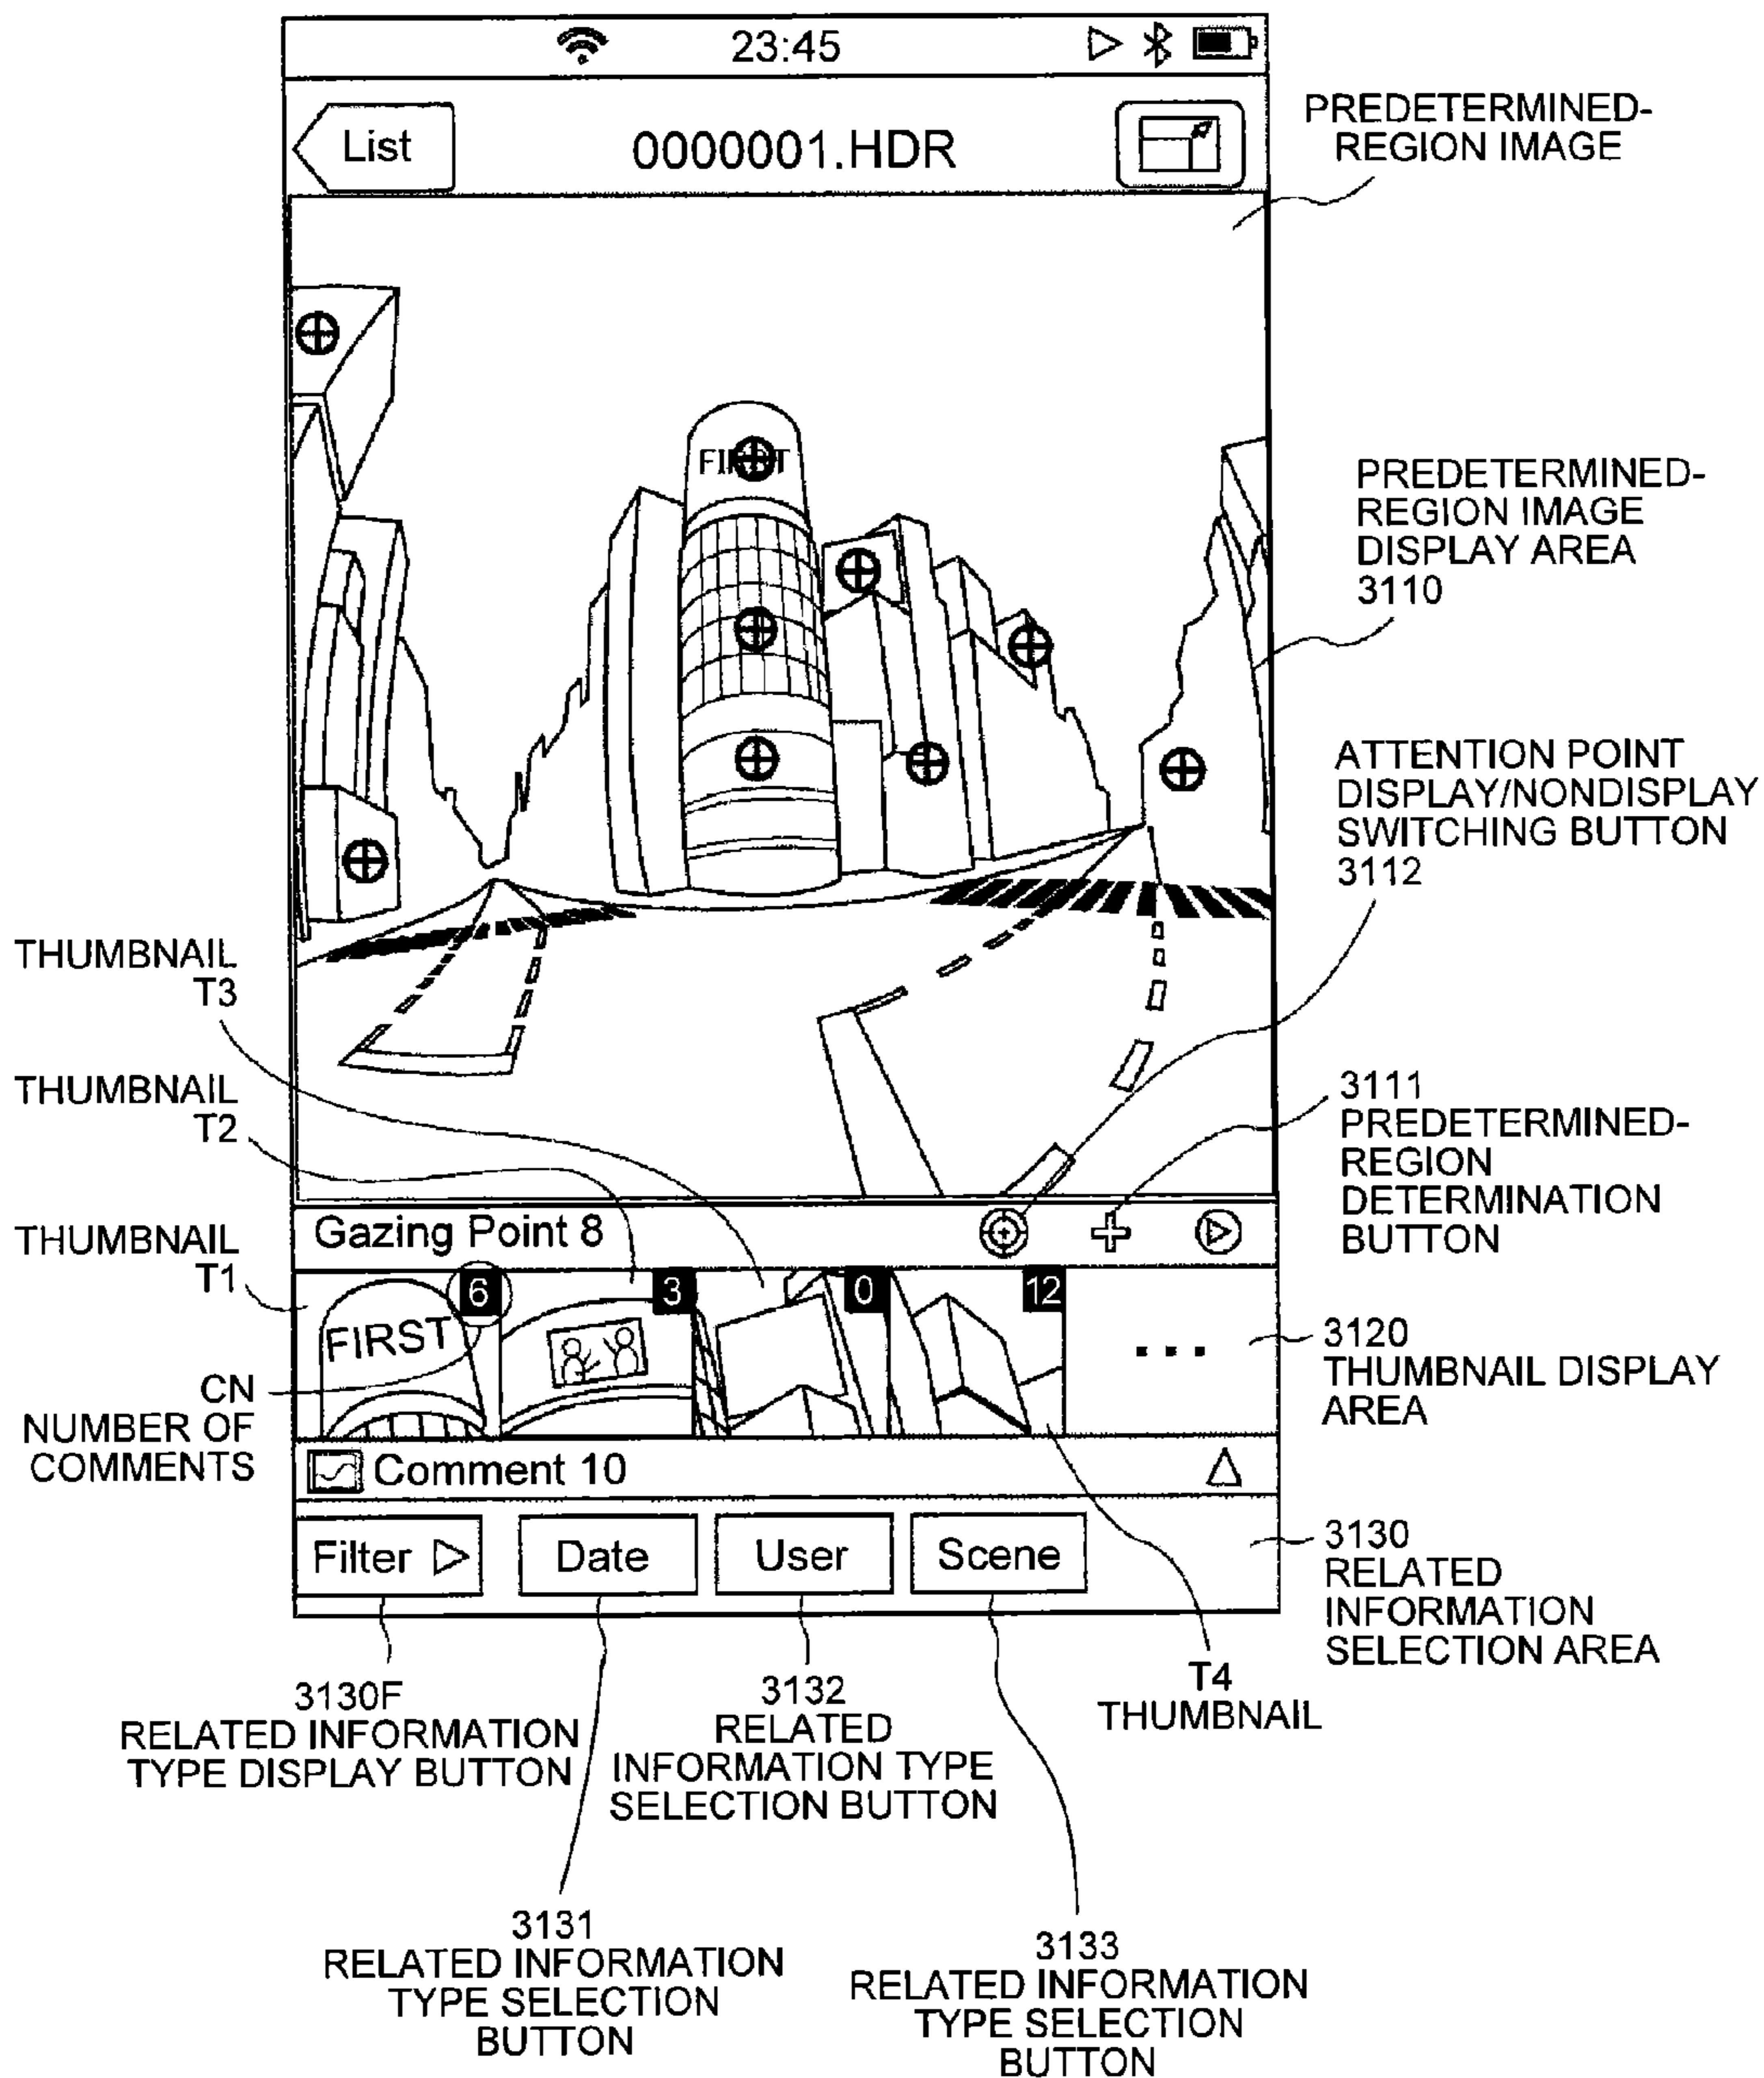 23:45
List
0000001.HDR
PREDETERMINED-
REGION IMAGE
FIRST
PREDETERMINED-
REGION IMAGE
DISPLAY AREA
3110
ATTENTION POINT
DISPLAY/NONDISPLAY
SWITCHING BUTTON
3112
THUMBNAIL
T3
THUMBNAIL
T2
3111
PREDETERMINED-
REGION
DETERMINATION
BUTTON
Gazing Point 8
THUMBNAIL
T1
6
3
0
12
FIRST
...
3120
THUMBNAIL DISPLAY
AREA
CN
NUMBER OF
COMMENTS
Comment 10
Filter
Date
User
Scene
3130
RELATED
INFORMATION
SELECTION AREA
T4
THUMBNAIL
3130F
RELATED INFORMATION
TYPE DISPLAY BUTTON
3132
RELATED
INFORMATION TYPE
SELECTION BUTTON
3131
RELATED INFORMATION
TYPE SELECTION
BUTTON
3133
RELATED INFORMATION
TYPE SELECTION
BUTTON